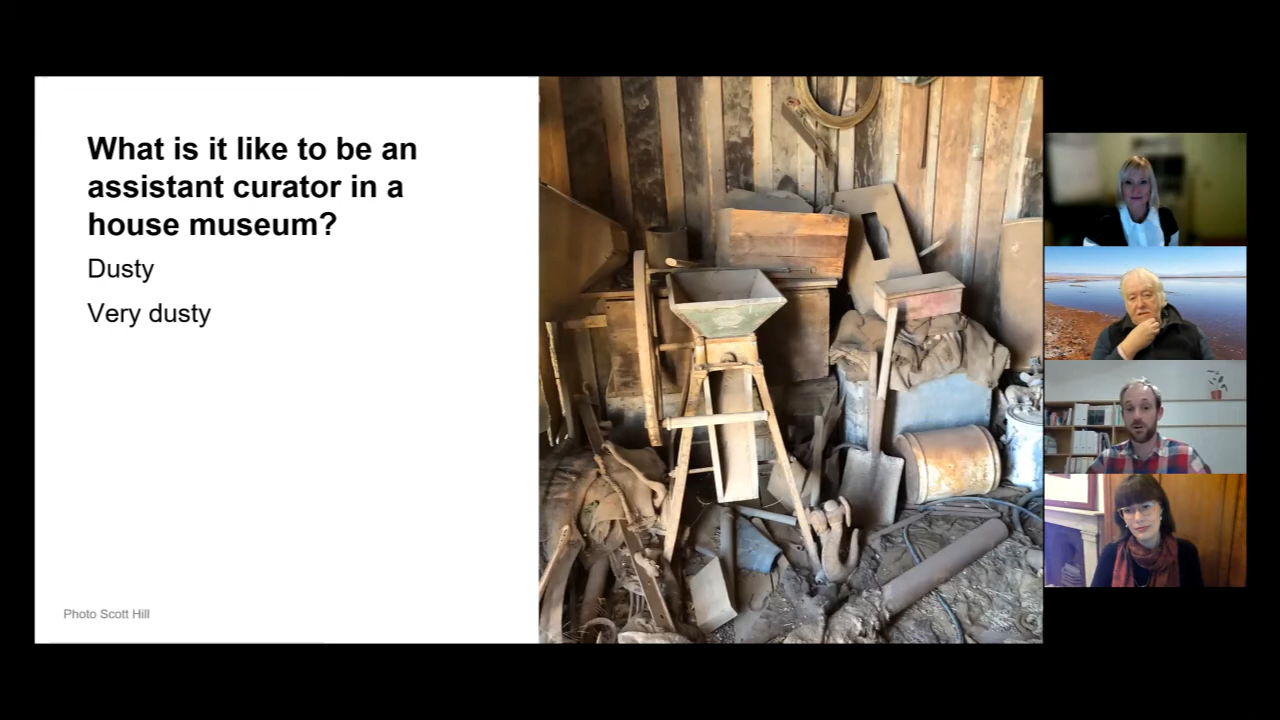 What is it like to be an
assistant curator in a
house museum?
Dusty
Very dusty
Photo Scott Hill